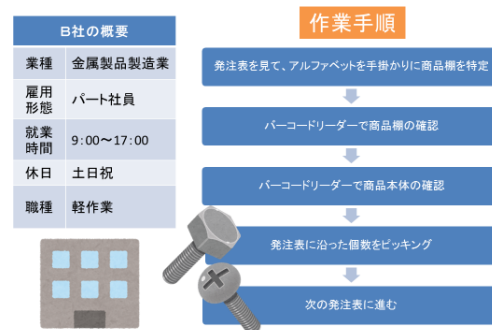 B社の概要
業種 金属製品製造業
雇用
形態 パート社員
就業
時間 9:00〜17:00
休日 土日祝
職種 軽作業
作業手順
発注表を見て、アルファベットを手掛かりに商品棚を特定
バーコードリーダーで商品棚の確認
バーコードリーダーで商品本体の確認
発注表に沿った個数をピッキング
次の発注表に進む